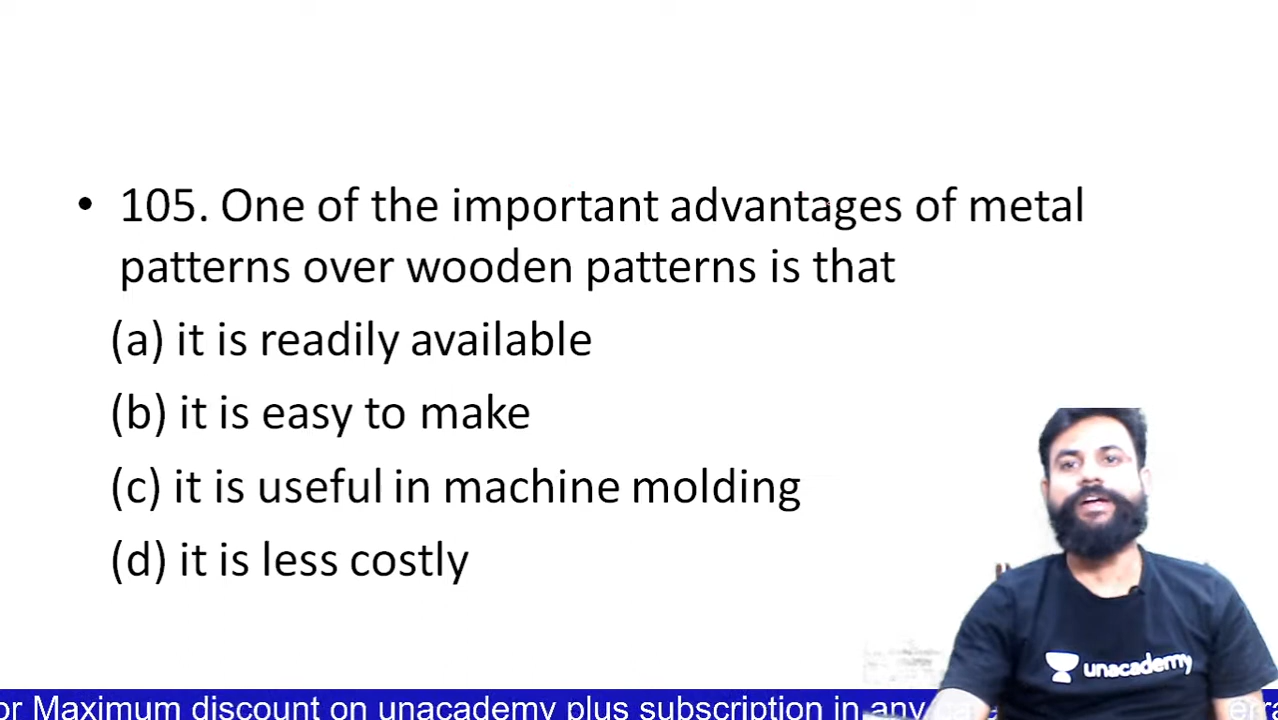 • 105. One of the important advantages of metal
patterns over wooden patterns is that
(a) it is readily available
(b) it is easy to make
(c) it is useful in machine molding
(d) it is less costly
unacademy
or Maximum discount on unacademy plus subscription in any